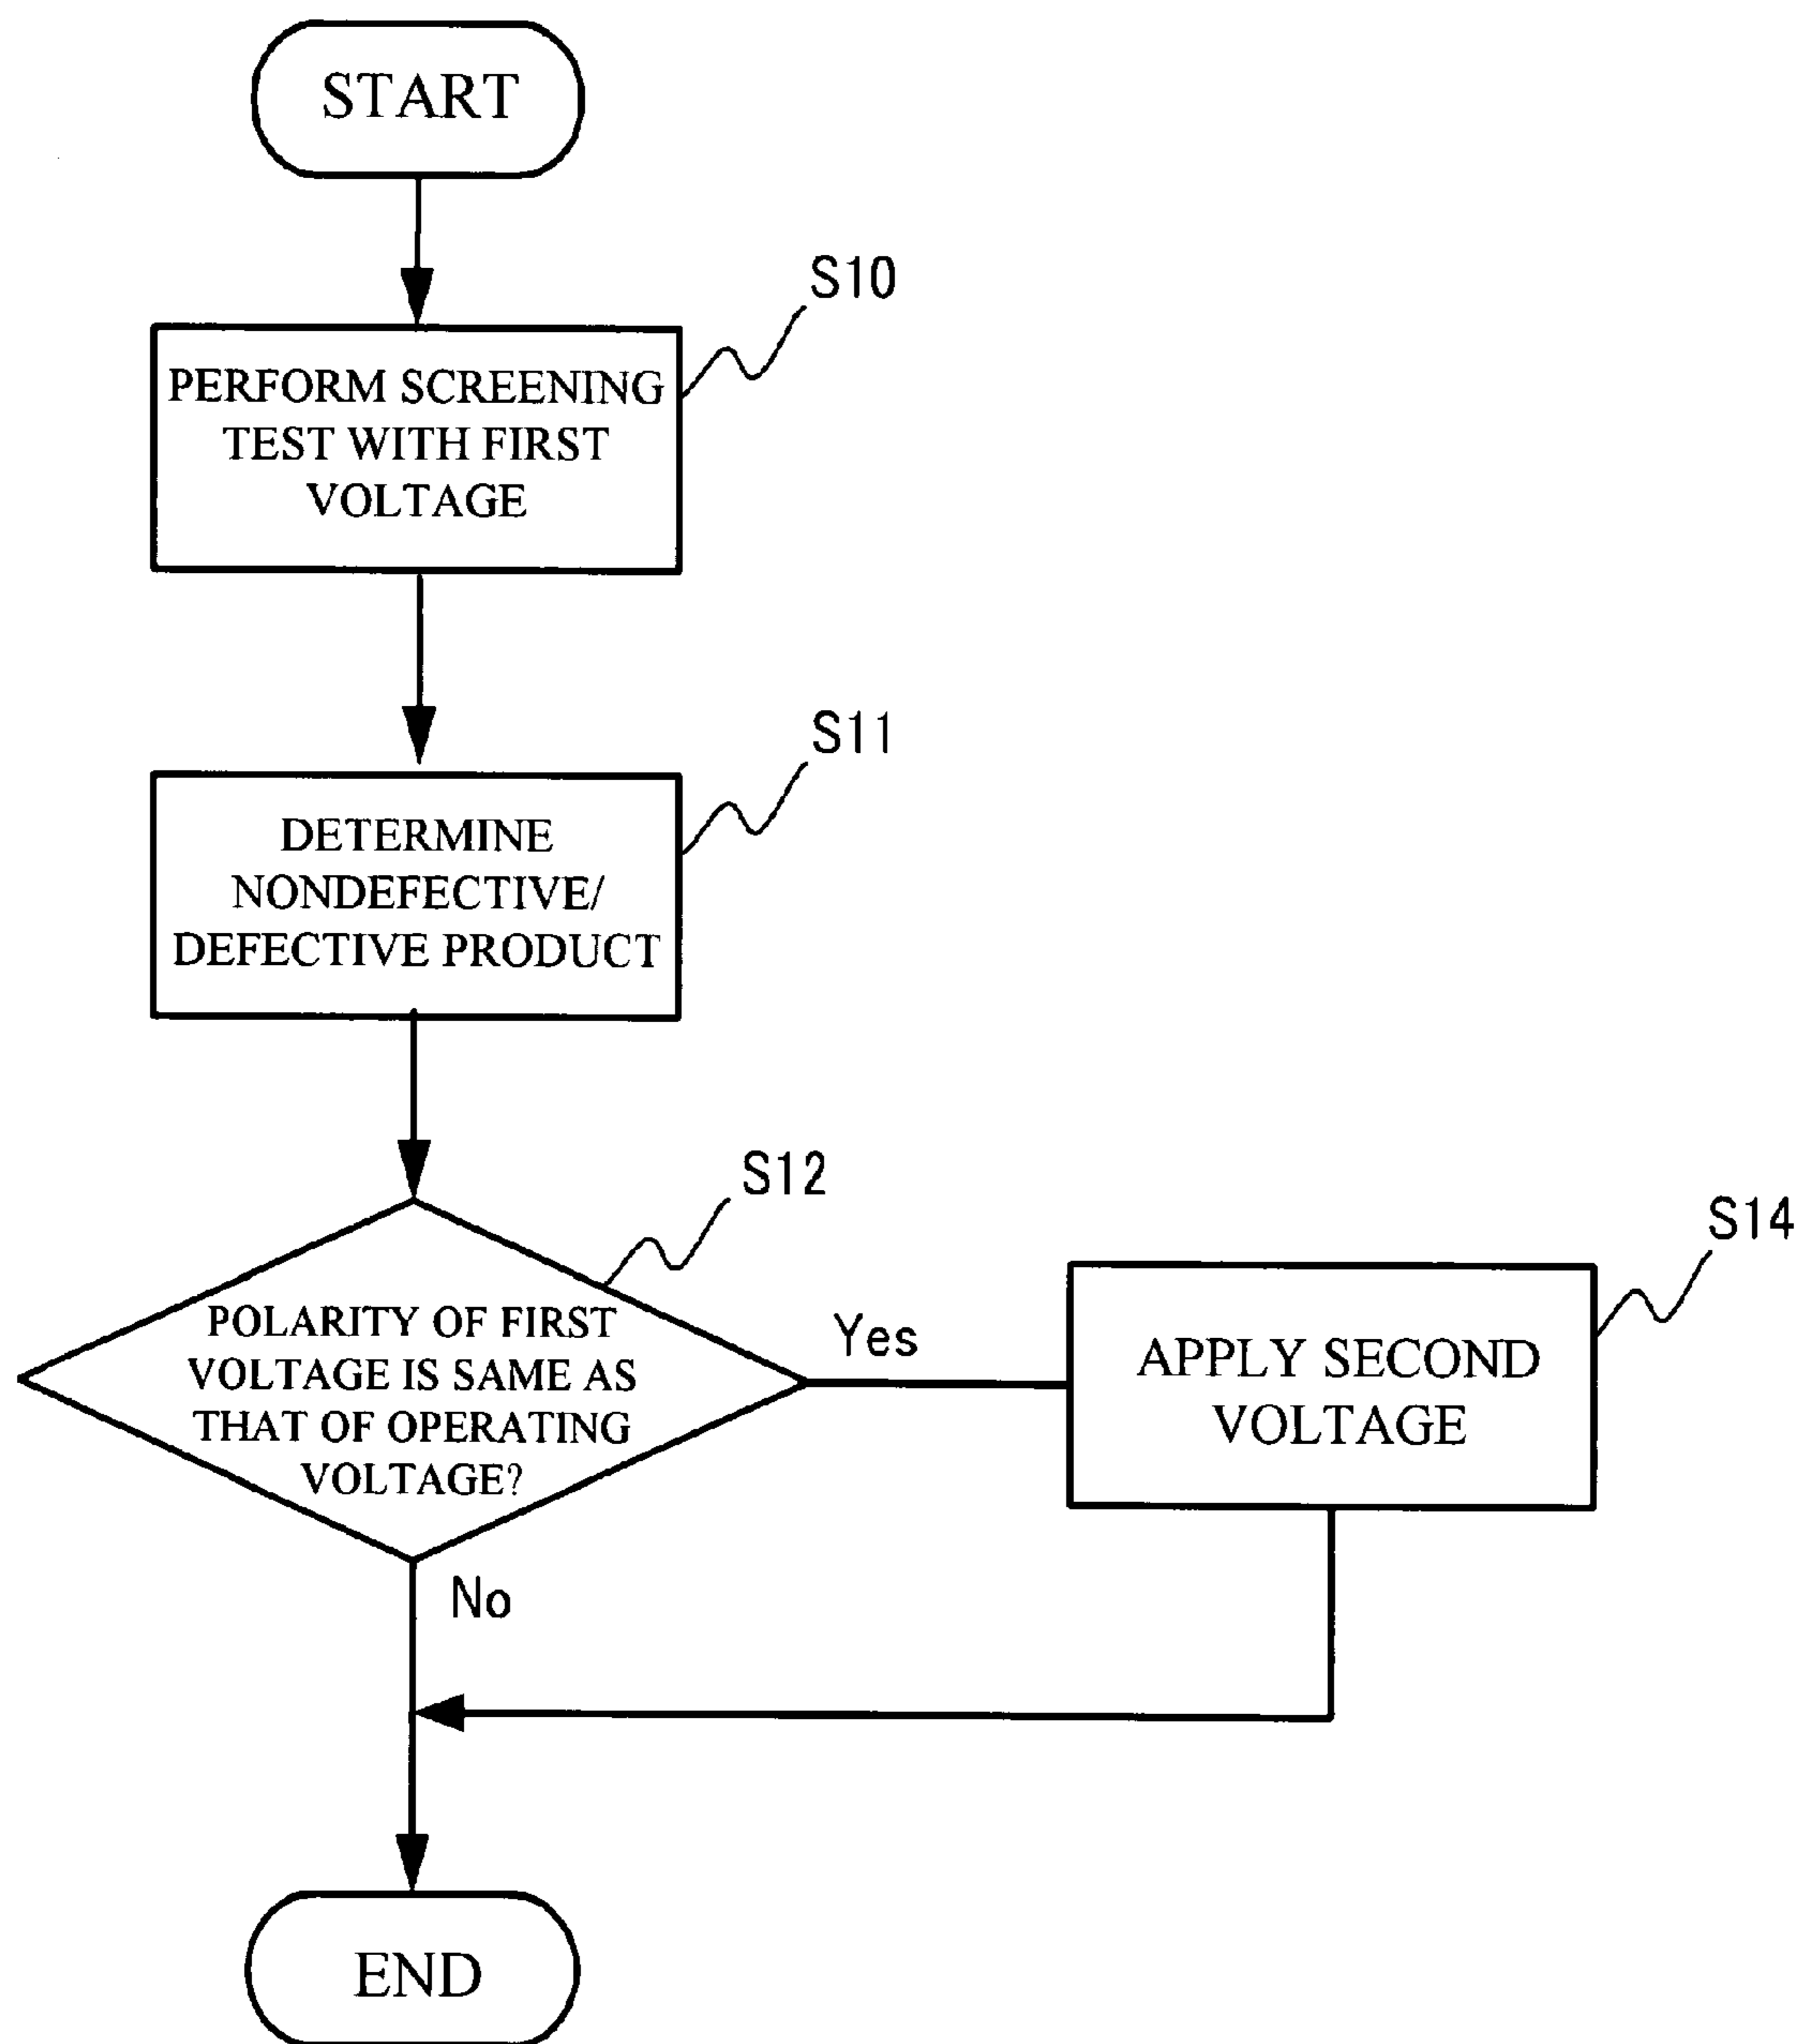 START
S10
PERFORM SCREENING
TEST WITH FIRST
VOLTAGE
S11
DETERMINE
NONDEFECTIVE/
DEFECTIVE PRODUCT
S12
POLARITY OF FIRST
VOLTAGE IS SAME AS
THAT OF OPERATING
VOLTAGE?
Yes
S14
APPLY SECOND
VOLTAGE
No
END